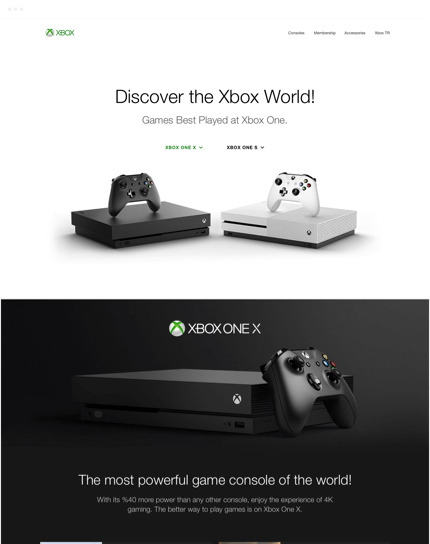 XBOX
Consoles Membership Accessories Xbox TR
Discover the Xbox World!
Games Best Played at Xbox One.
XBOX ONE X XBOX ONE S
XBOX ONE X
The most powerful game console of the world!
With its %40 more power than any other console, enjoy the experience of 4K
gaming. The better way to play games is on Xbox One X.